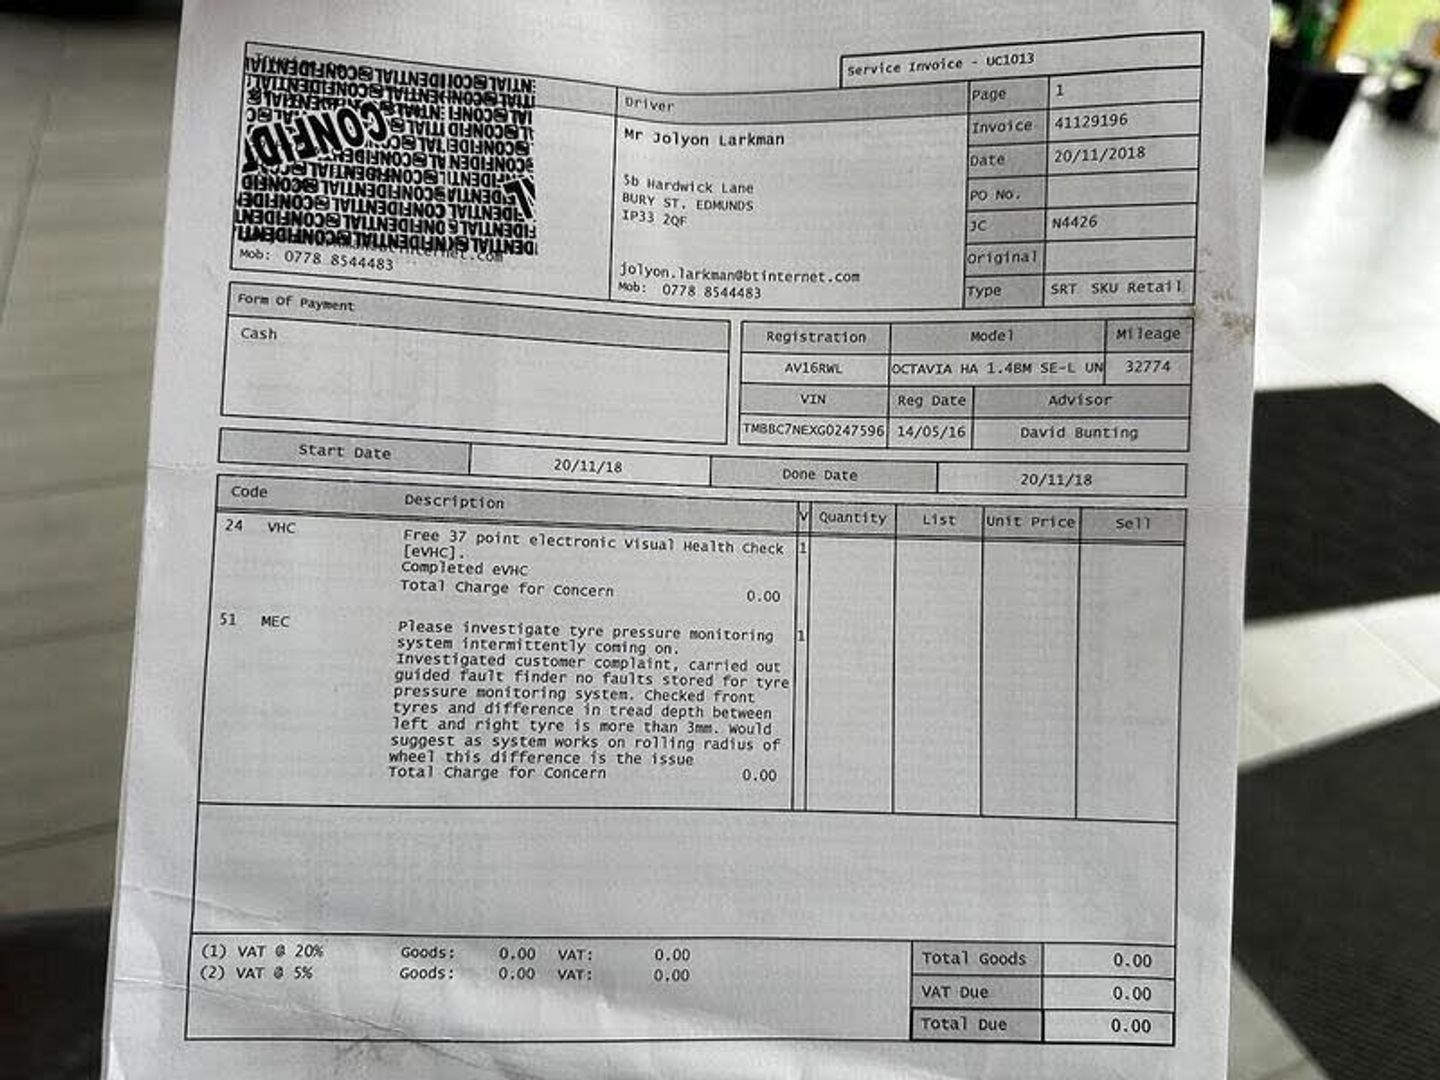 Service Invoice - UC1013
Driver
Mr Jolyon Larkman
5b Hardwick Lane
BURY ST. EDMUNDS
IP33 2QF
jolyon.larkman@btinternet.com
Mob: 0778 8544483
Mob: 0778 8544483
CONFID
Page 1
Invoice 41129196
Date 20/11/2018
PO No.
JC N4426
Original
Type SRT SKU Retail
Form Of Payment
Cash
Registration Model Mileage
AV16RWL OCTAVIA HA 1.4BM SE-L UN 32774
VIN Reg Date Advisor
TMBBC7NEXG0247596 14/05/16 David Bunting
Start Date 20/11/18 Done Date 20/11/18
Code Description V Quantity List Unit Price Sell
24 VHC Free 37 point electronic Visual Health Check 1
[eVHC].
Completed eVHC
Total Charge for Concern 0.00
51 MEC Please investigate tyre pressure monitoring 1
system intermittently coming on.
Investigated customer complaint, carried out
guided fault finder no faults stored for tyre
pressure monitoring system. Checked front
tyres and difference in tread depth between
left and right tyre is more than 3mm. Would
suggest as system works on rolling radius of
wheel this difference is the issue
Total Charge for Concern 0.00
(1) VAT @ 20% Goods: 0.00 VAT: 0.00
(2) VAT @ 5% Goods: 0.00 VAT: 0.00
Total Goods 0.00
VAT Due 0.00
Total Due 0.00